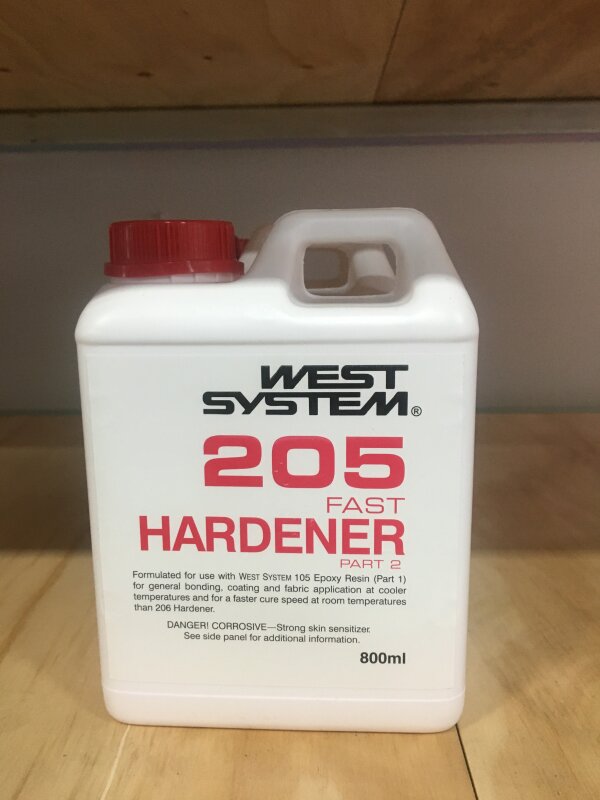 WEST
SYSTEM®
205
FAST
HARDENER
PART 2
Formulated for use with WEST SYSTEM 105 Epoxy Resin (Part 1)
for general bonding, coating and fabric application at cooler
temperatures and for a faster cure speed at room temperatures
than 206 Hardener.
DANGER! CORROSIVE—Strong skin sensitizer.
See side panel for additional information.
800ml